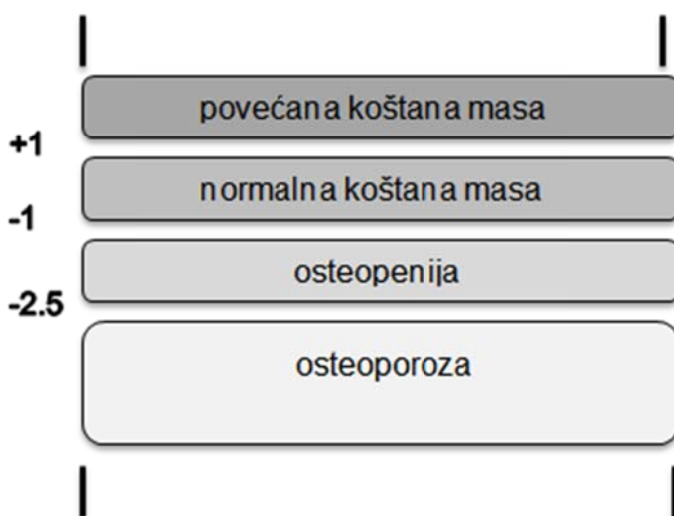 povećana koštana masa
+1
normalna koštana masa
-1
osteopenija
-2.5
osteoporoza